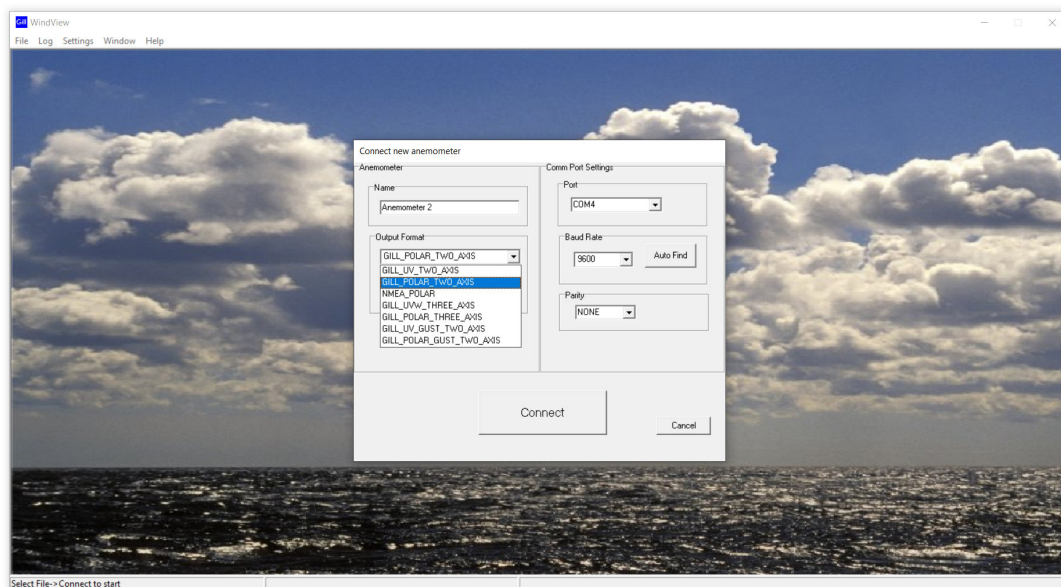 Gill WindView
File Log Settings Window Help
Connect new anemometer
Anemometer
Name
Anemometer 2
Output Format
GILL_POLAR_TWO_AXIS
GILL_UV_TWO_AXIS
GILL_POLAR_TWO_AXIS
NMEA_POLAR
GILL_UVW_THREE_AXIS
GILL_POLAR_THREE_AXIS
GILL_UV_GUST_TWO_AXIS
GILL_POLAR_GUST_TWO_AXIS
Comm Port Settings
Port
COM4
Baud Rate
9600
Auto Find
Parity
NONE
Connect
Cancel
Select File->Connect to start